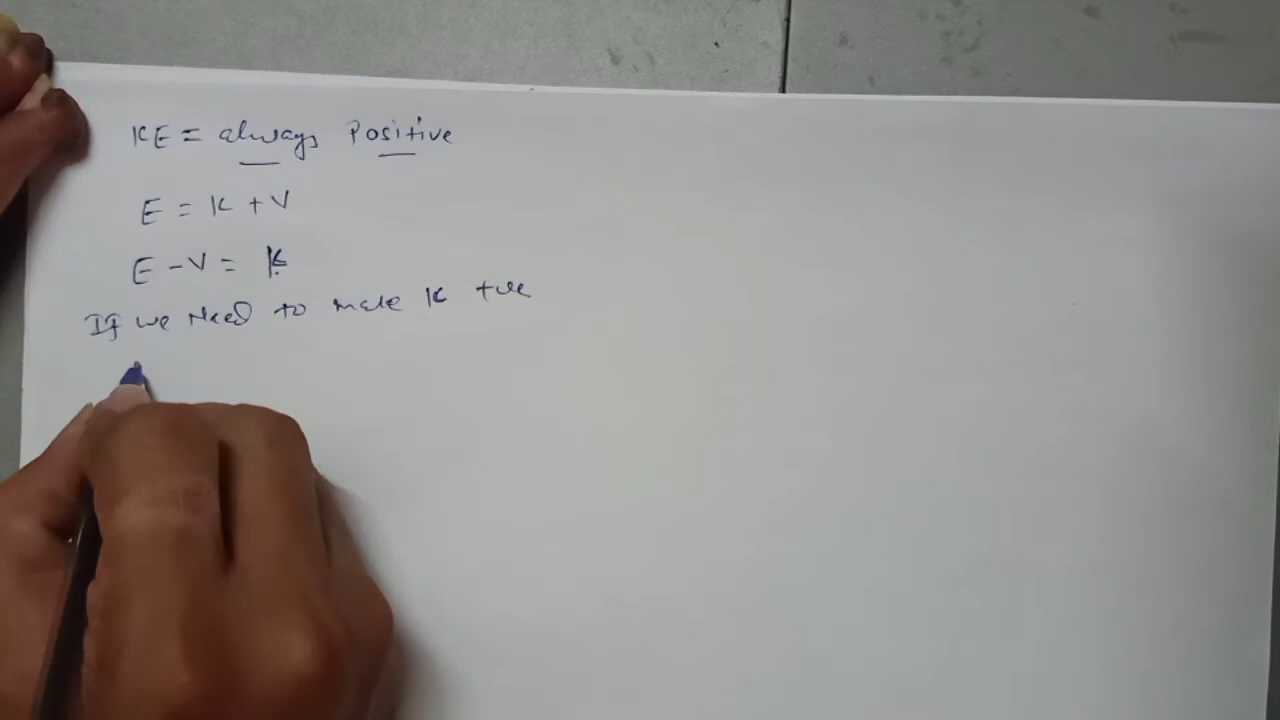 KE = always Positive
E = K + V
E - V = K
If we Need to make K +ve